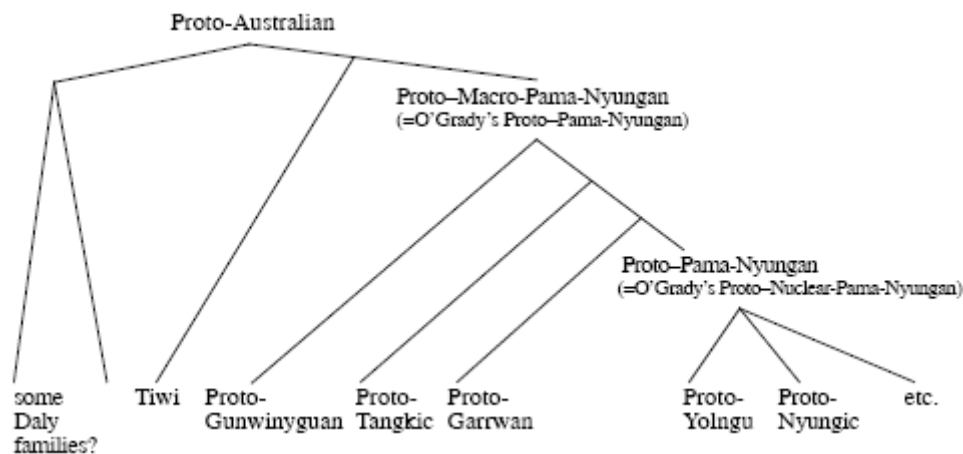 Proto-Australian
Proto–Macro-Pama-Nyungan
(=O'Grady's Proto–Pama-Nyungan)
Proto–Pama-Nyungan
(=O'Grady's Proto–Nuclear-Pama-Nyungan)
some
Daly
families?
Tiwi
Proto-
Gunwinyguan
Proto-
Tangkic
Proto-
Garrwan
Proto-
Yolngu
Proto-
Nyungic
etc.